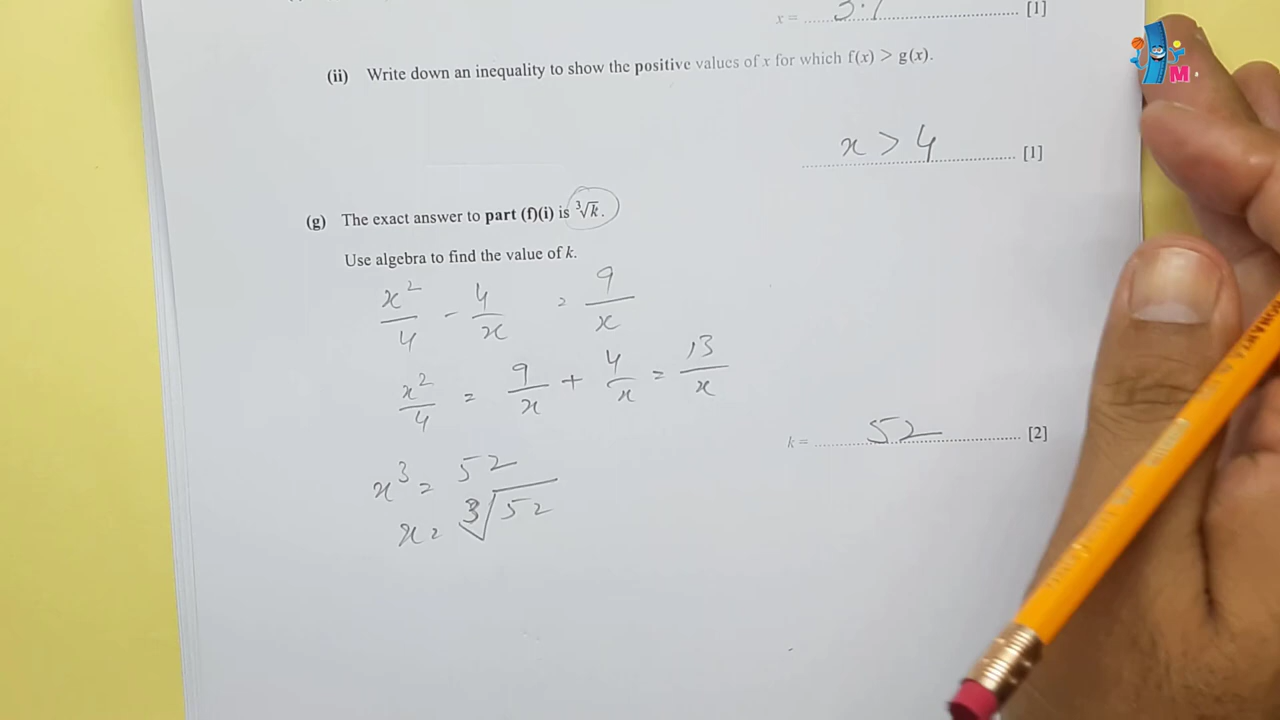 x = 3.7 [1]
(ii) Write down an inequality to show the positive values of x for which f(x) > g(x).
x > 4 [1]
(g) The exact answer to part (f)(i) is ∛k.
Use algebra to find the value of k.
x²/4 - 4/x = 9/x
x²/4 = 9/x + 4/x = 13/x
k = 52 [2]
x³ = 52
x = ∛52
M